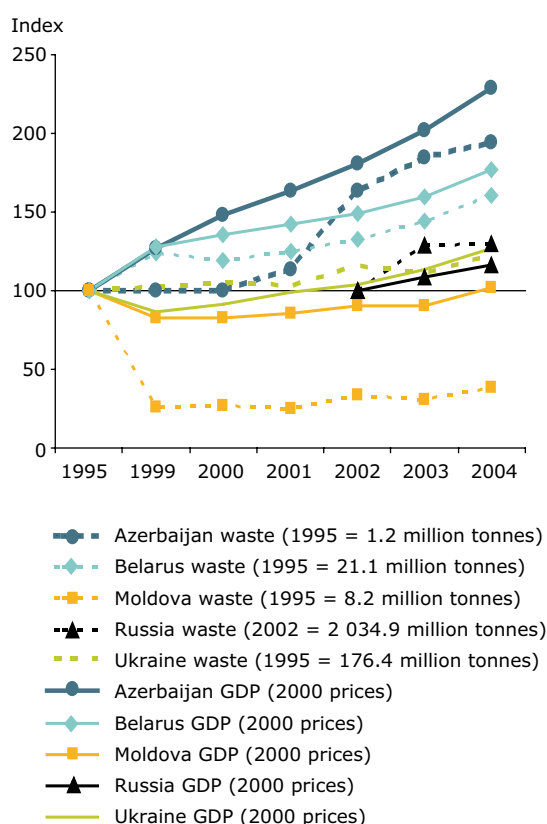 Index
250
200
150
100
50
0
1995 1999 2000 2001 2002 2003 2004
Azerbaijan waste (1995 = 1.2 million tonnes)
Belarus waste (1995 = 21.1 million tonnes)
Moldova waste (1995 = 8.2 million tonnes)
Russia waste (2002 = 2 034.9 million tonnes)
Ukraine waste (1995 = 176.4 million tonnes)
Azerbaijan GDP (2000 prices)
Belarus GDP (2000 prices)
Moldova GDP (2000 prices)
Russia GDP (2000 prices)
Ukraine GDP (2000 prices)